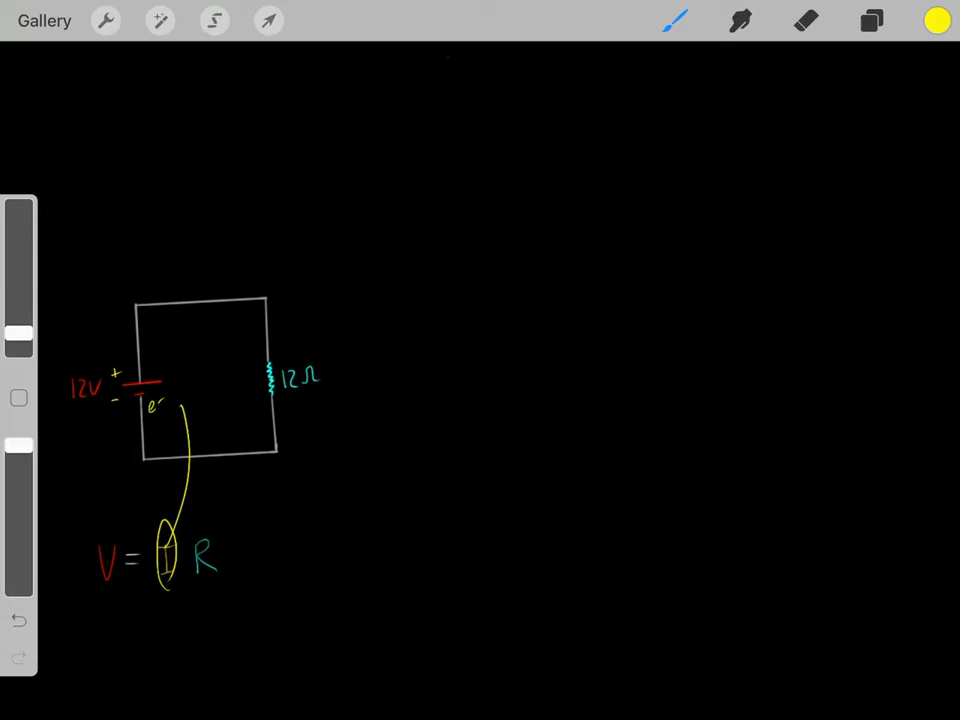 Gallery
12V + -
e-
12Ω
V = I R